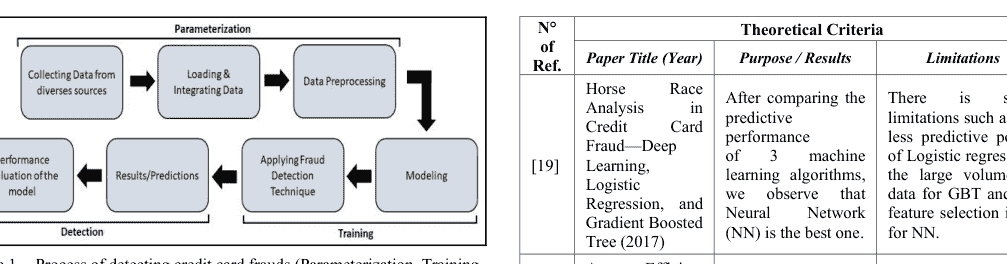 Parameterization
Collecting Data from
diverses sources
Loading &
Integrating Data
Data Preprocessing
Modeling
Applying Fraud
Detection
Technique
Results/Predictions
of the
model
Detection
Training
Process of detecting credit card frauds (Parameterization, Training
N°
of
Ref.
Theoretical Criteria
Paper Title (Year)
Purpose / Results
Limitations
[19]
Horse Race
Analysis in
Credit Card
Fraud—Deep
Learning,
Logistic
Regression, and
Gradient Boosted
Tree (2017)
After comparing the
predictive
performance
of 3 machine
learning algorithms,
we observe that
Neural Network
(NN) is the best one.
There is
limitations such
less predictive
of Logistic
the large
data for GBT and
feature selection
for NN.